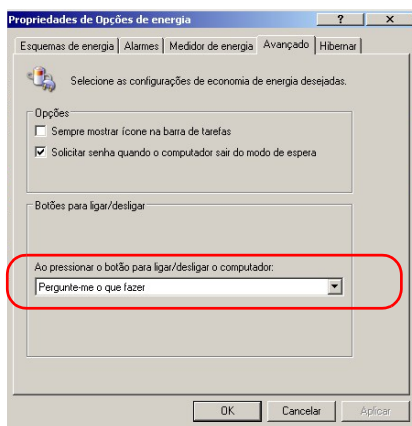 Propriedades de Opções de energia
Esquemas de energia Alarmes Medidor de energia Avançado Hibernar
Selecione as configurações de economia de energia desejadas.
Opções
Sempre mostrar ícone na barra de tarefas
Solicitar senha quando o computador sair do modo de espera
Botões para ligar/desligar
Ao pressionar o botão para ligar/desligar o computador:
Pergunte-me o que fazer
OK Cancelar Aplicar